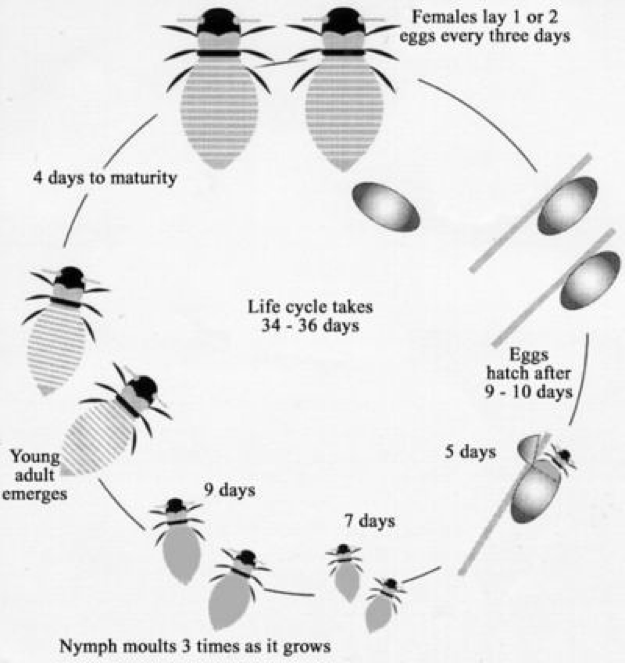 Females lay 1 or 2
eggs every three days
4 days to maturity
Life cycle takes
34 - 36 days
Eggs
hatch after
9 - 10 days
5 days
Young
adult
emerges
9 days
7 days
Nymph moults 3 times as it grows